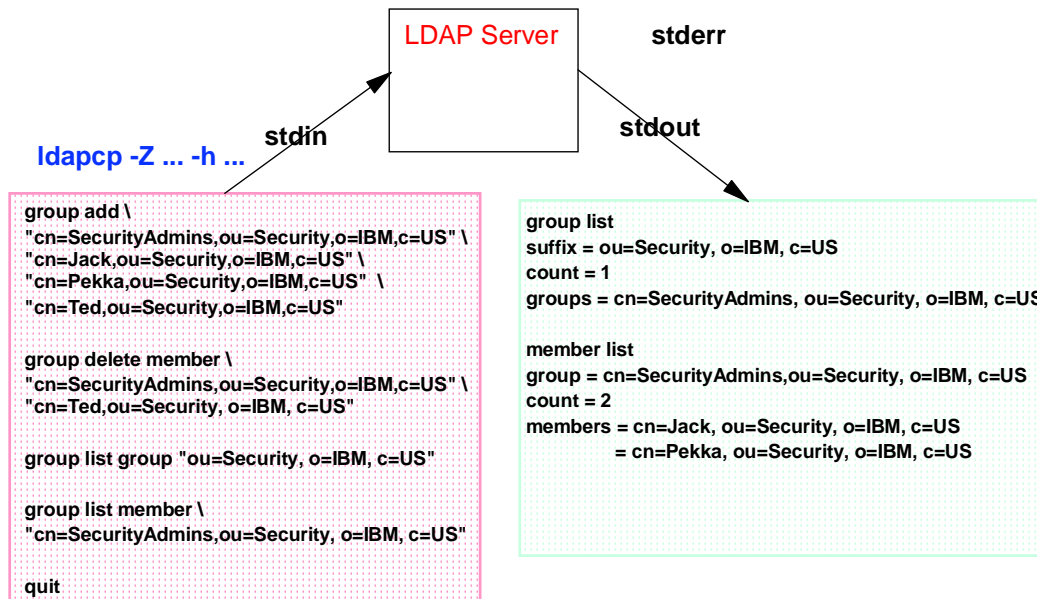 LDAP Server
stderr
stdin
stdout
ldapcp -Z ... -h ...
group add \
"cn=SecurityAdmins,ou=Security,o=IBM,c=US" \
"cn=Jack,ou=Security,o=IBM,c=US" \
"cn=Pekka,ou=Security,o=IBM,c=US" \
"cn=Ted,ou=Security,o=IBM,c=US"
group delete member \
"cn=SecurityAdmins,ou=Security,o=IBM,c=US" \
"cn=Ted,ou=Security, o=IBM, c=US"
group list group "ou=Security, o=IBM, c=US"
group list member \
"cn=SecurityAdmins,ou=Security, o=IBM, c=US"
quit
group list
suffix = ou=Security, o=IBM, c=US
count = 1
groups = cn=SecurityAdmins, ou=Security, o=IBM, c=US
member list
group = cn=SecurityAdmins,ou=Security, o=IBM, c=US
count = 2
members = cn=Jack, ou=Security, o=IBM, c=US
= cn=Pekka, ou=Security, o=IBM, c=US